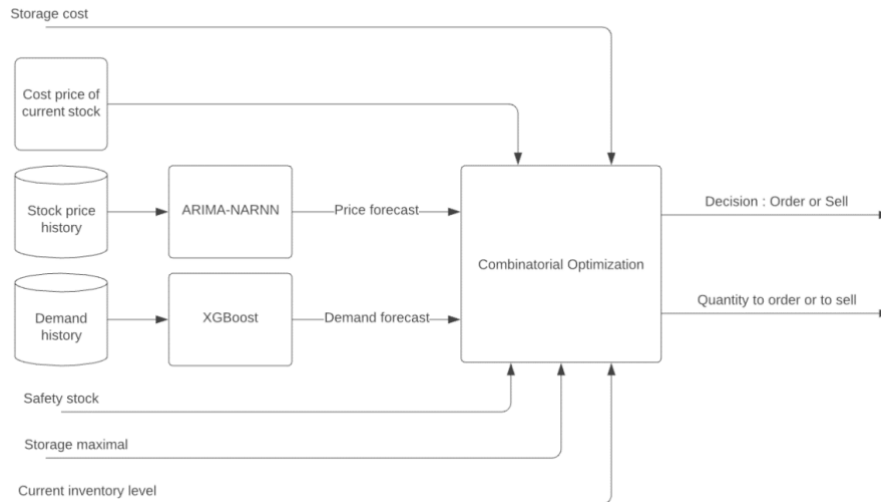 Storage cost
Cost price of
current stock
Stock price
history
ARIMA-NARNN
Price forecast
Combinatorial Optimization
Decision : Order or Sell
Quantity to order or to sell
Demand
history
XGBoost
Demand forecast
Safety stock
Storage maximal
Current inventory level